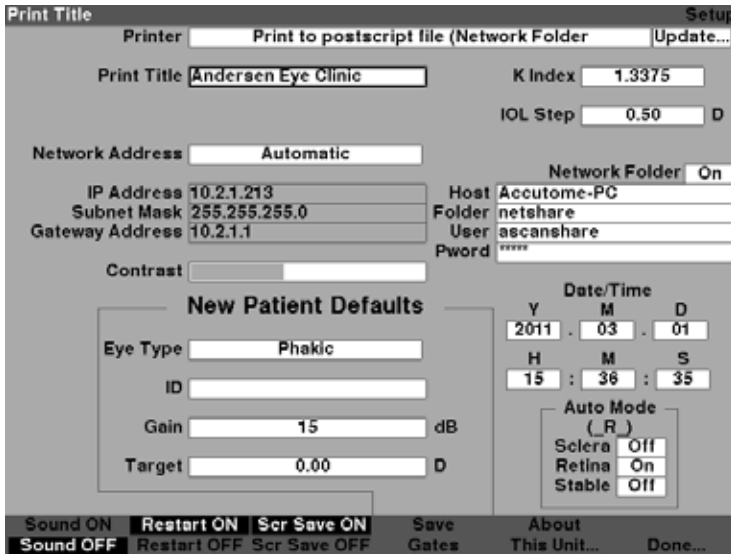 Print Title Setup
Printer Print to postscript file (Network Folder Update...
Print Title Andersen Eye Clinic K Index 1.3375
IOL Step 0.50 D
Network Address Automatic
Network Folder On
IP Address 10.2.1.213 Host Accutome-PC
Subnet Mask 255.255.255.0 Folder netshare
Gateway Address 10.2.1.1 User ascanshare
Pword *****
Contrast
Date/Time
New Patient Defaults
Y M D
2011 . 03 . 01
Eye Type Phakic
H M S
ID 15 : 36 : 35
Auto Mode
Gain 15 dB (_R_)
Sclera Off
Target 0.00 D Retina On
Stable Off
Sound ON Restart ON Scr Save ON Save About
Sound OFF Restart OFF Scr Save OFF Gates This Unit... Done...